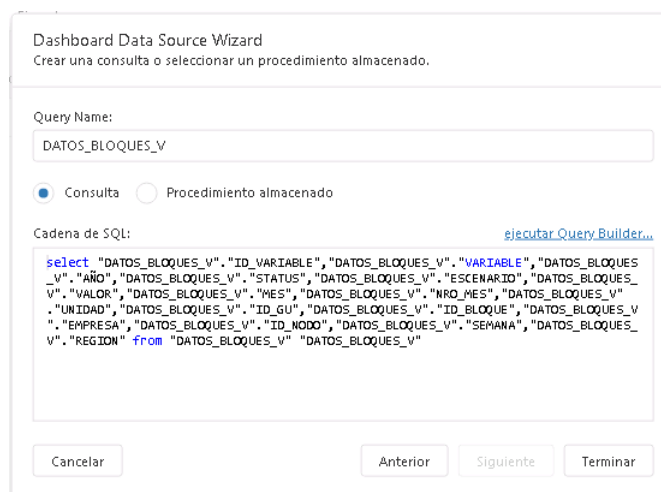 Dashboard Data Source Wizard
Crear una consulta o seleccionar un procedimiento almacenado.
Query Name:
DATOS_BLOQUES_V
Consulta
Procedimiento almacenado
Cadena de SQL:
ejecutar Query Builder...
select "DATOS_BLOQUES_V"."ID_VARIABLE","DATOS_BLOQUES_V"."VARIABLE","DATOS_BLOQUES
_V"."AÑO","DATOS_BLOQUES_V"."STATUS","DATOS_BLOQUES_V"."ESCENARIO","DATOS_BLOQUES_
V"."VALOR","DATOS_BLOQUES_V"."MES","DATOS_BLOQUES_V"."NRO_MES","DATOS_BLOQUES_V"
."UNIDAD","DATOS_BLOQUES_V"."ID_GU","DATOS_BLOQUES_V"."ID_BLOQUE","DATOS_BLOQUES_V
"."EMPRESA","DATOS_BLOQUES_V"."ID_NODO","DATOS_BLOQUES_V"."SEMANA","DATOS_BLOQUES_
V"."REGION" from "DATOS_BLOQUES_V" "DATOS_BLOQUES_V"
Cancelar
Anterior
Siguiente
Terminar